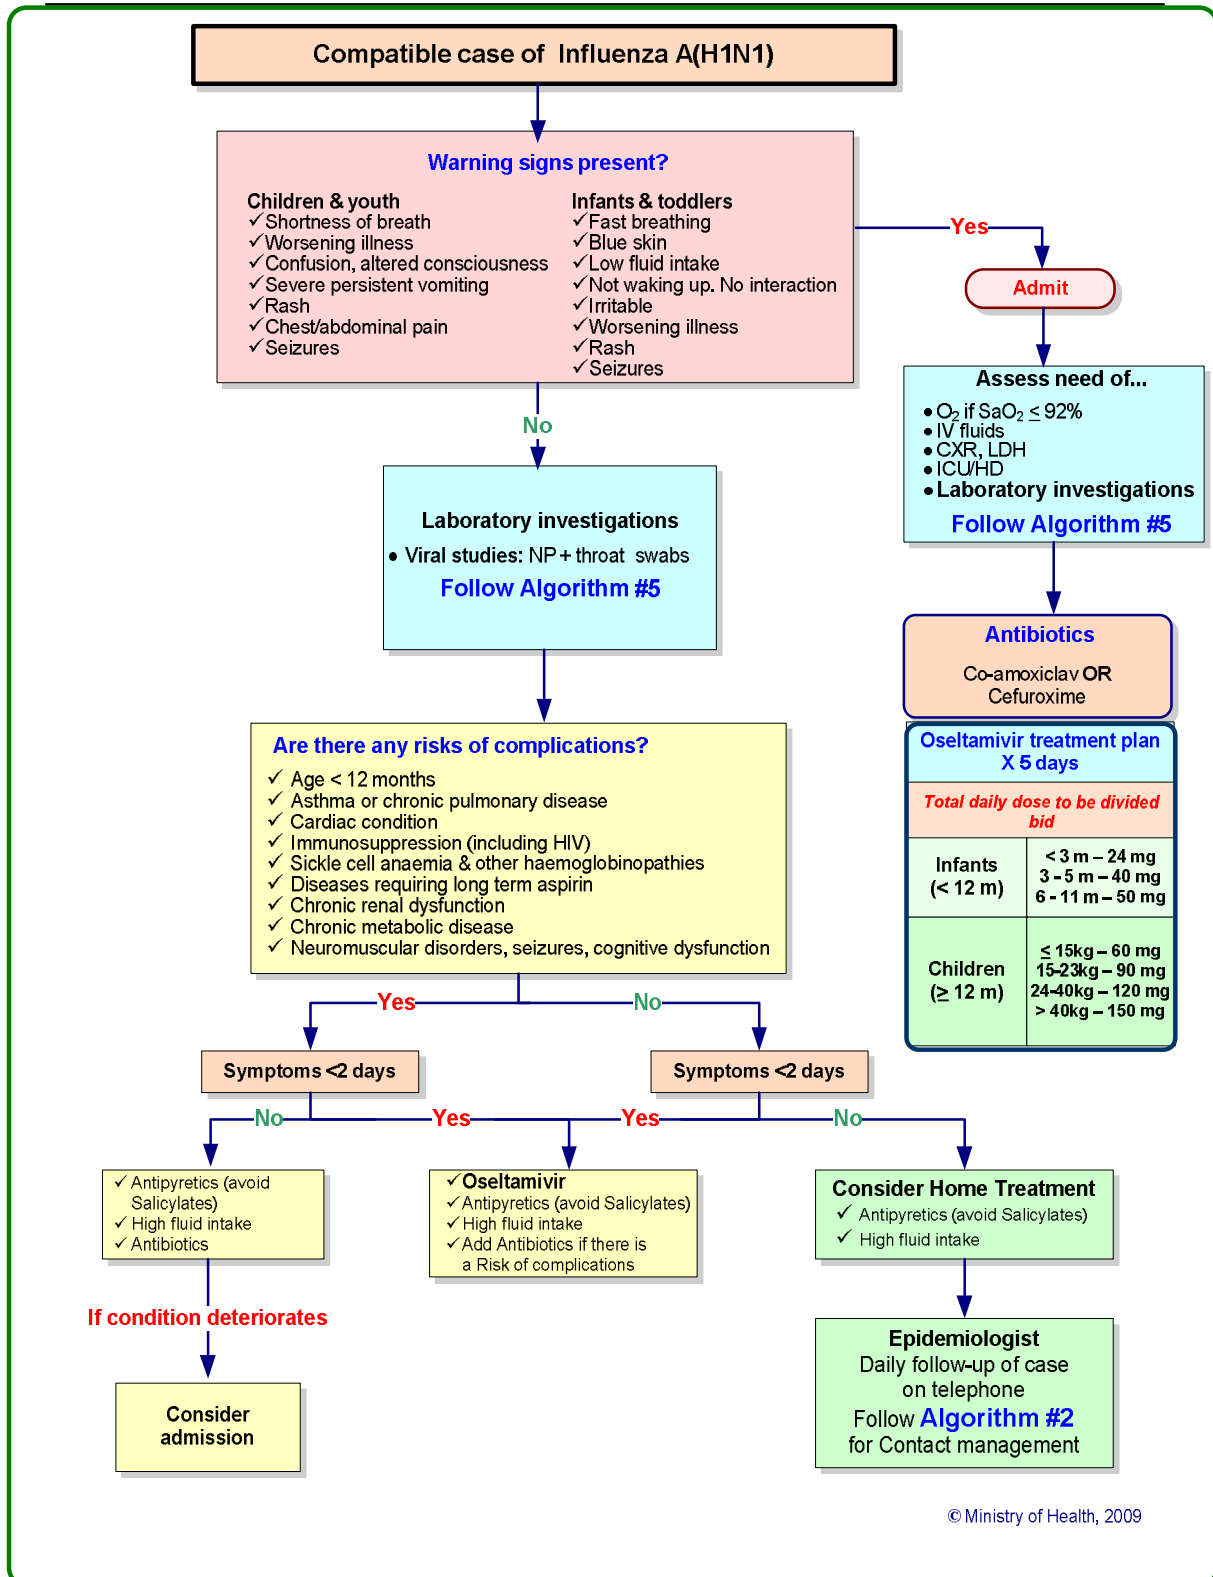 Compatible case of Influenza A(H1N1)
Warning signs present?
Children & youth
✓Shortness of breath
✓Worsening illness
✓Confusion, altered consciousness
✓Severe persistent vomiting
✓Rash
✓Chest/abdominal pain
✓Seizures
Infants & toddlers
✓Fast breathing
✓Blue skin
✓Low fluid intake
✓Not waking up. No interaction
✓Irritable
✓Worsening illness
✓Rash
✓Seizures
Yes
Admit
Assess need of...
● O₂ if SaO₂ ≤ 92%
● IV fluids
● CXR, LDH
● ICU/HD
● Laboratory investigations
Follow Algorithm #5
Antibiotics
Co-amoxiclav OR
Cefuroxime
Oseltamivir treatment plan
X 5 days
Total daily dose to be divided
bid
Infants
(< 12 m)
< 3 m – 24 mg
3 - 5 m – 40 mg
6 - 11 m – 50 mg
Children
(≥ 12 m)
≤ 15kg – 60 mg
15-23kg – 90 mg
24-40kg – 120 mg
> 40kg – 150 mg
No
Laboratory investigations
● Viral studies: NP + throat swabs
Follow Algorithm #5
Are there any risks of complications?
✓ Age < 12 months
✓ Asthma or chronic pulmonary disease
✓ Cardiac condition
✓ Immunosuppression (including HIV)
✓ Sickle cell anaemia & other haemoglobinopathies
✓ Diseases requiring long term aspirin
✓ Chronic renal dysfunction
✓ Chronic metabolic disease
✓ Neuromuscular disorders, seizures, cognitive dysfunction
Yes
No
Symptoms <2 days
Symptoms <2 days
No
Yes
Yes
No
✓ Antipyretics (avoid
Salicylates)
✓ High fluid intake
✓ Antibiotics
If condition deteriorates
Consider
admission
✓Oseltamivir
✓ Antipyretics (avoid Salicylates)
✓ High fluid intake
✓ Add Antibiotics if there is
a Risk of complications
Consider Home Treatment
✓ Antipyretics (avoid Salicylates)
✓ High fluid intake
Epidemiologist
Daily follow-up of case
on telephone
Follow Algorithm #2
for Contact management
© Ministry of Health, 2009